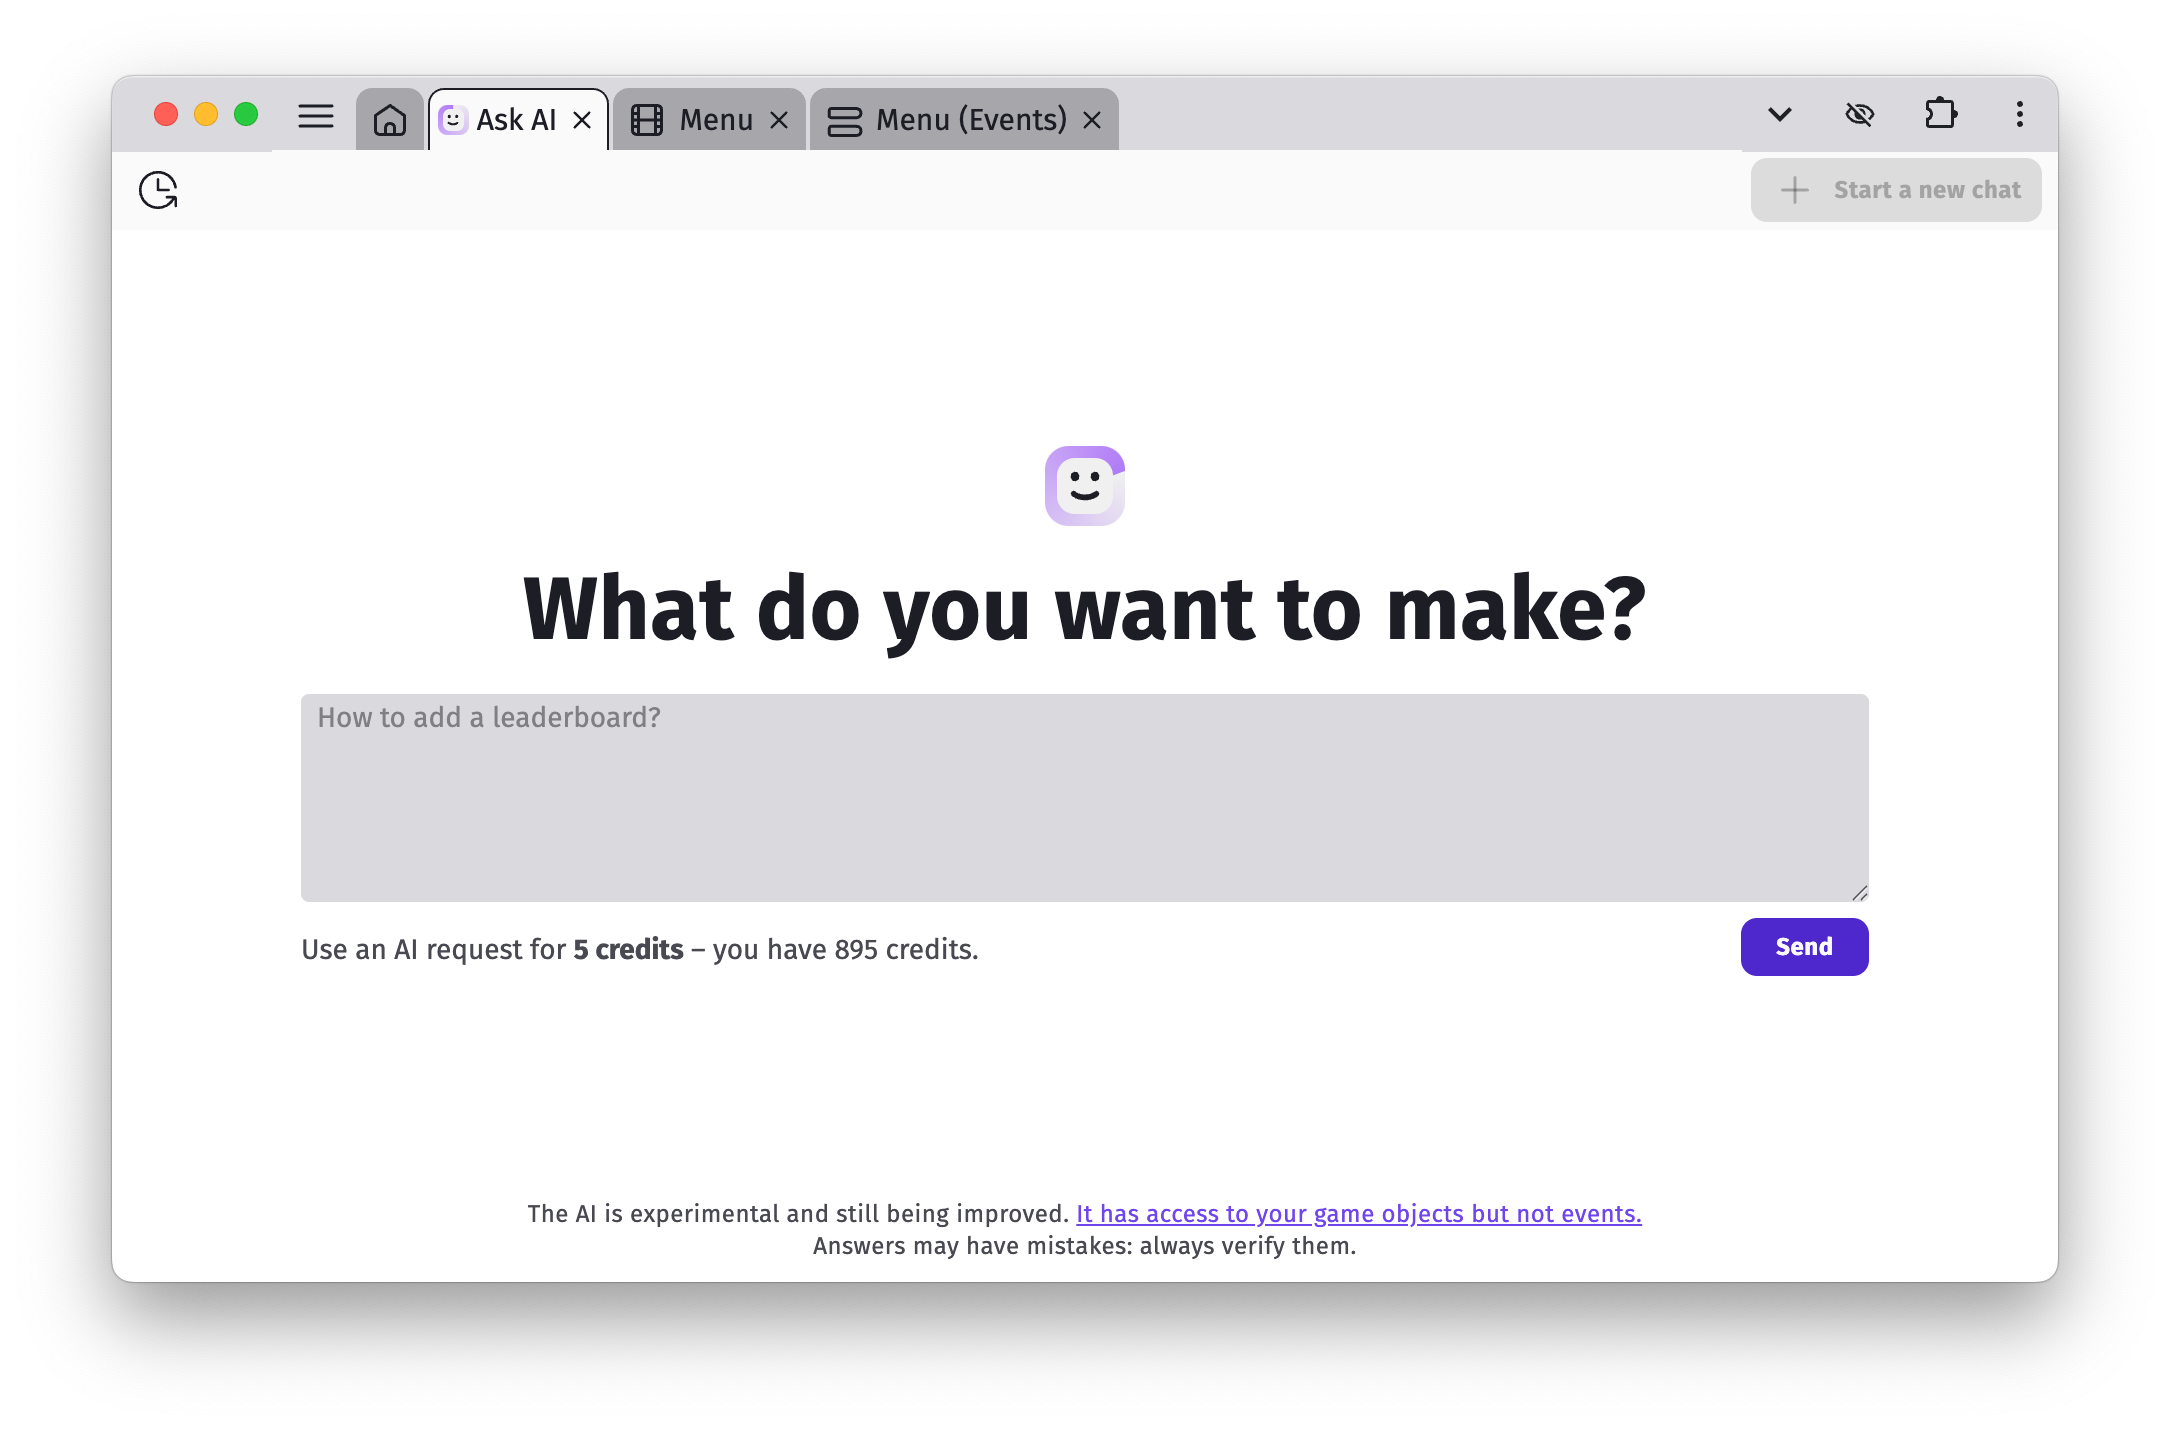 Ask AI
Menu
Menu (Events)
Start a new chat
What do you want to make?
How to add a leaderboard?
Use an AI request for 5 credits – you have 895 credits.
Send
The AI is experimental and still being improved. It has access to your game objects but not events.
Answers may have mistakes: always verify them.